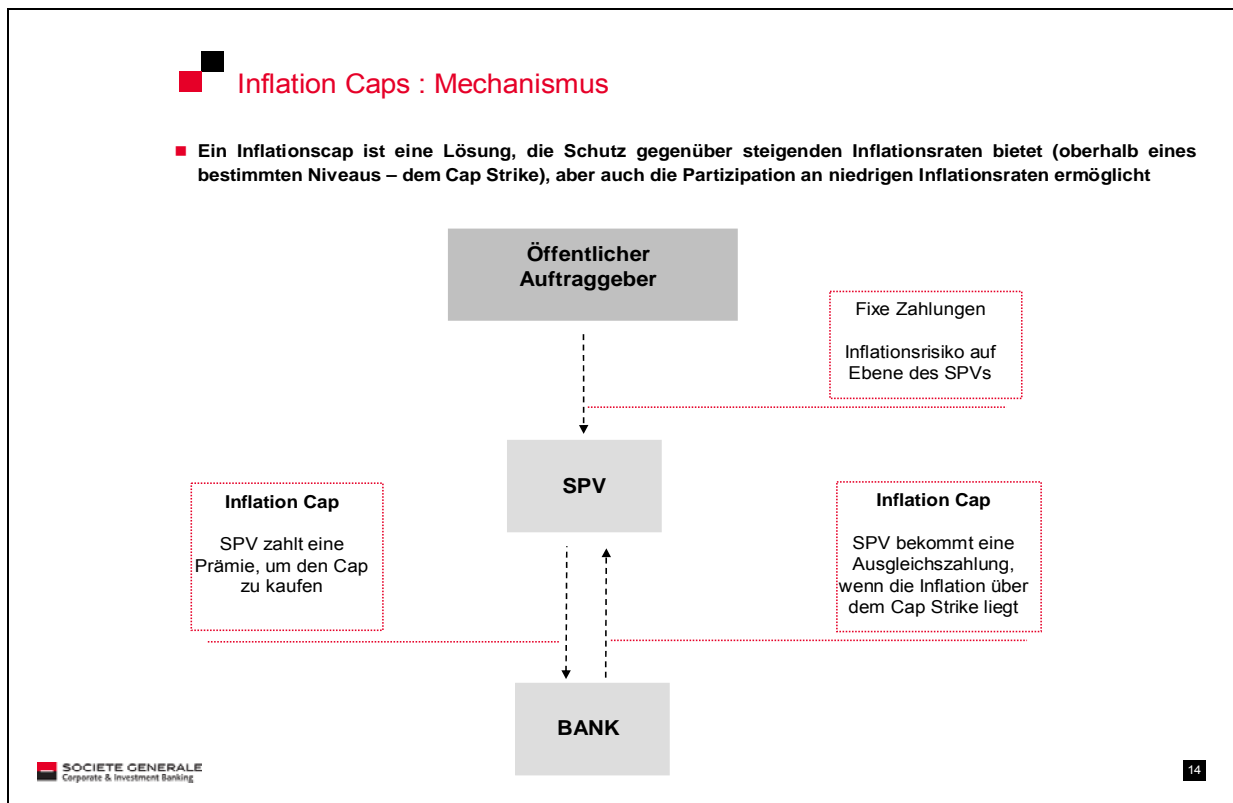 Inflation Caps : Mechanismus
Ein Inflationscap ist eine Lösung, die Schutz gegenüber steigenden Inflationsraten bietet (oberhalb eines
bestimmten Niveaus – dem Cap Strike), aber auch die Partizipation an niedrigen Inflationsraten ermöglicht
Öffentlicher
Auftraggeber
Fixe Zahlungen
Inflationsrisiko auf
Ebene des SPVs
SPV
Inflation Cap
SPV zahlt eine
Prämie, um den Cap
zu kaufen
Inflation Cap
SPV bekommt eine
Ausgleichszahlung,
wenn die Inflation über
dem Cap Strike liegt
BANK
SOCIETE GENERALE
Corporate & Investment Banking
14